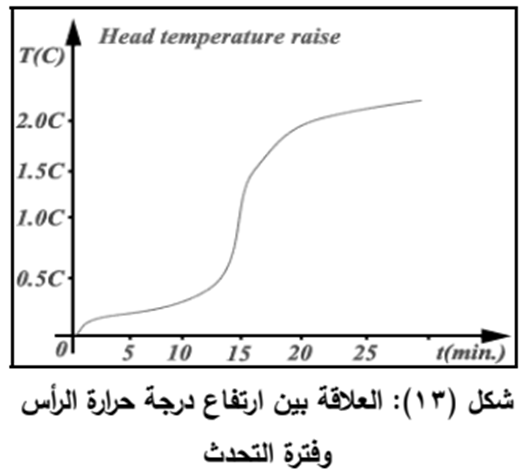 Head temperature raise
T(C)
2.0C
1.5C
1.0C
0.5C
0 5 10 15 20 25 t(min.)
شكل (١٣): العلاقة بين ارتفاع درجة حرارة الرأس
وفترة التحدث